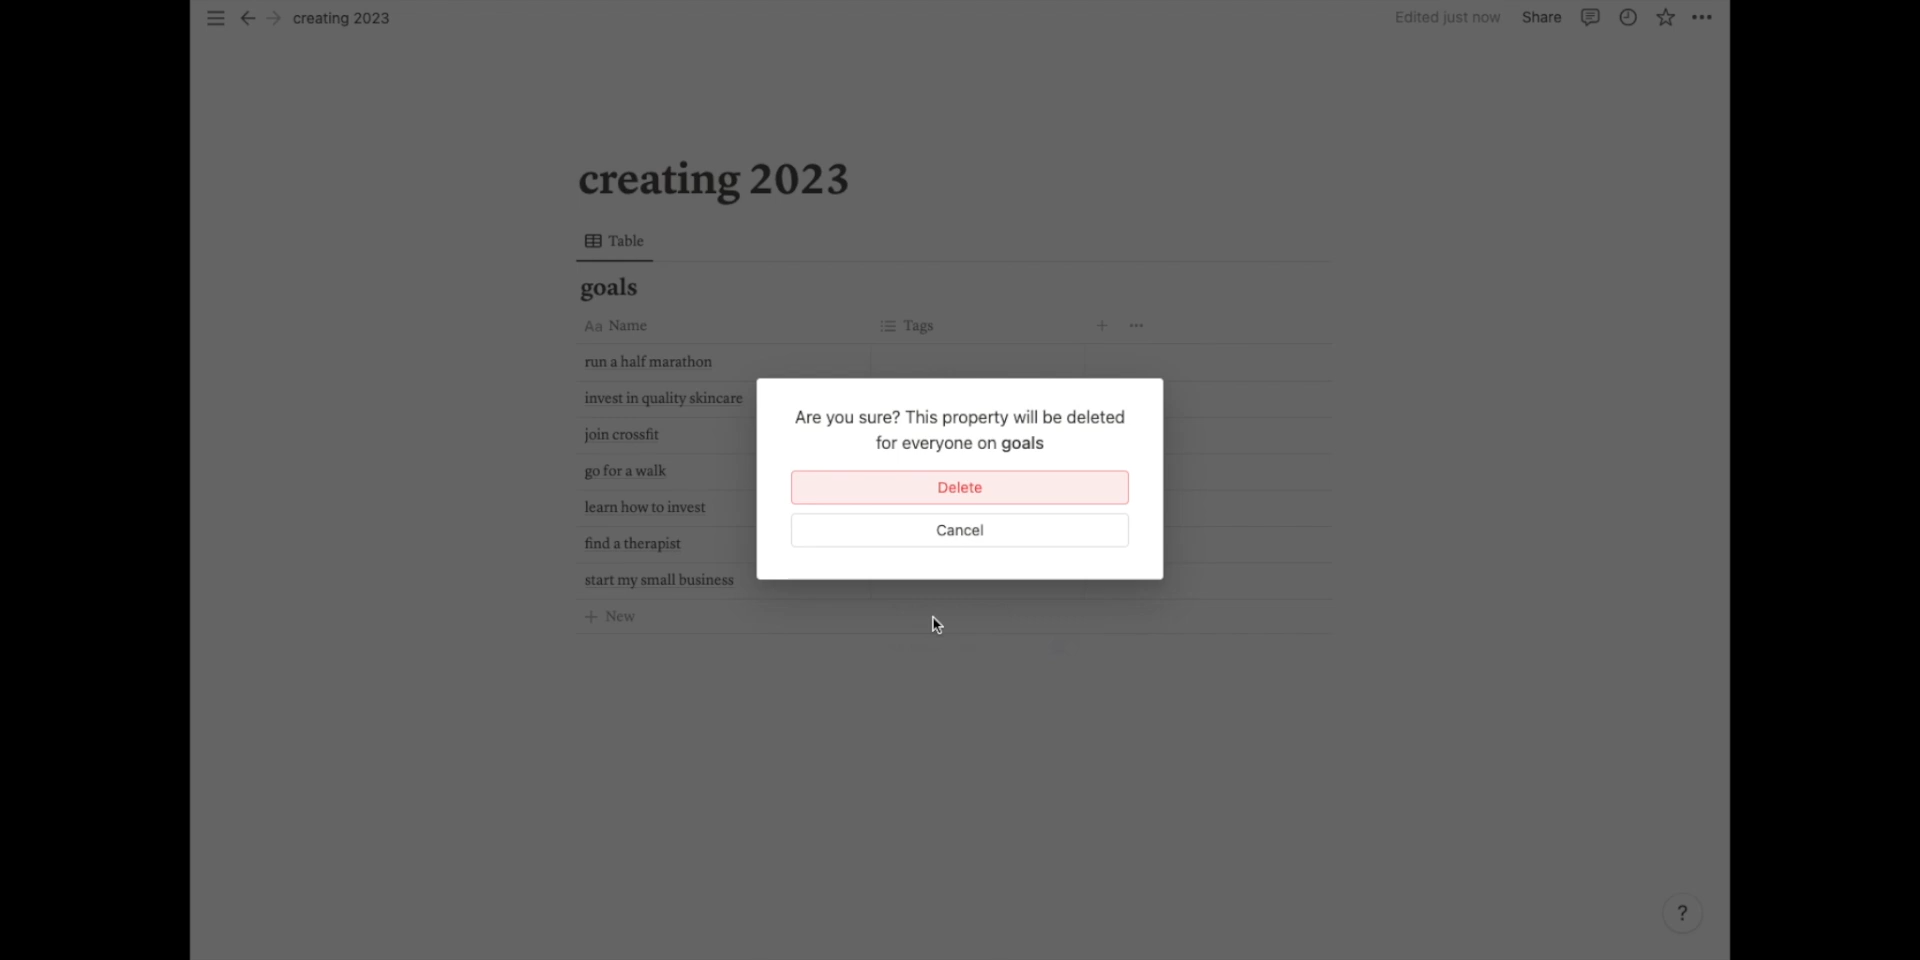 creating 2023
Edited just now
Share
creating 2023
Table
goals
Aa Name
Tags
run a half marathon
invest in quality skincare
join crossfit
go for a walk
learn how to invest
find a therapist
start my small business
+ New
Are you sure? This property will be deleted
for everyone on goals
Delete
Cancel
?